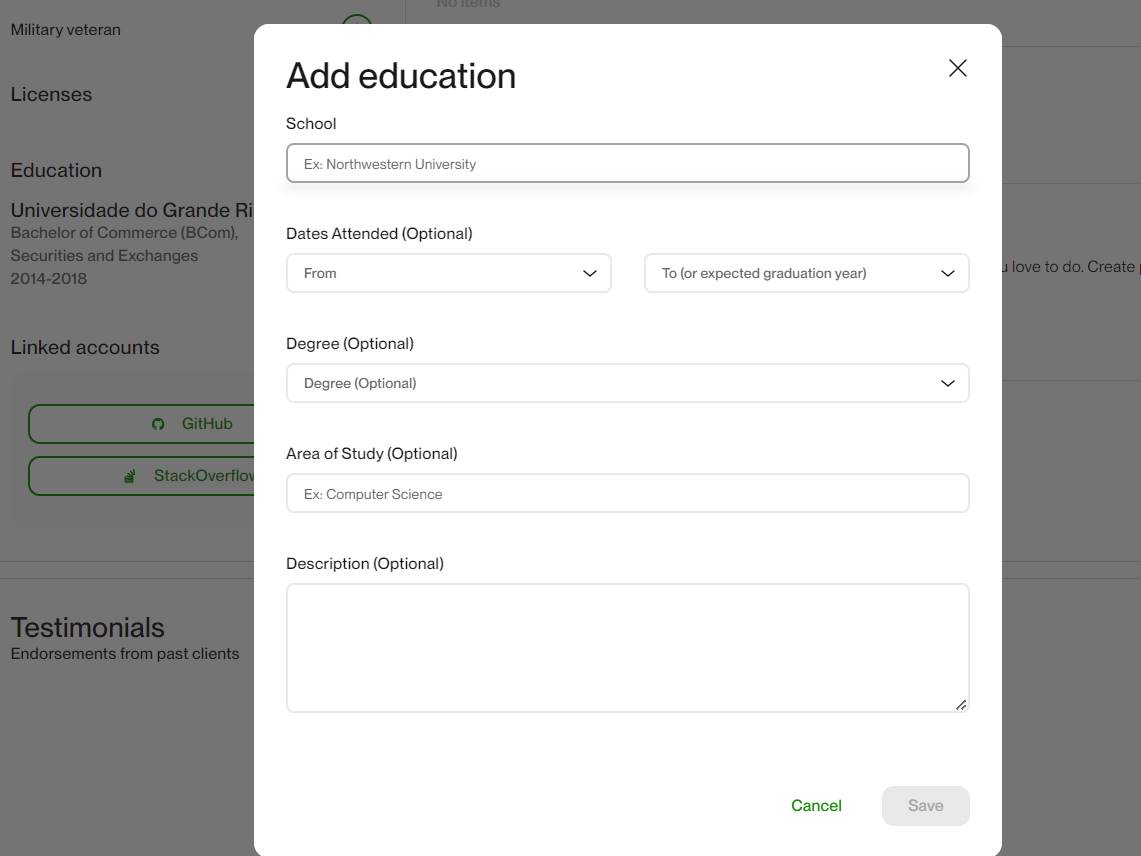 No items
Military veteran
Licenses
Education
Universidade do Grande Ri
Bachelor of Commerce (BCom),
Securities and Exchanges
2014-2018
Linked accounts
GitHub
StackOverflow
Testimonials
Endorsements from past clients
Add education
School
Ex: Northwestern University
Dates Attended (Optional)
From
To (or expected graduation year)
Degree (Optional)
Degree (Optional)
Area of Study (Optional)
Ex: Computer Science
Description (Optional)
Cancel
Save
love to do. Create